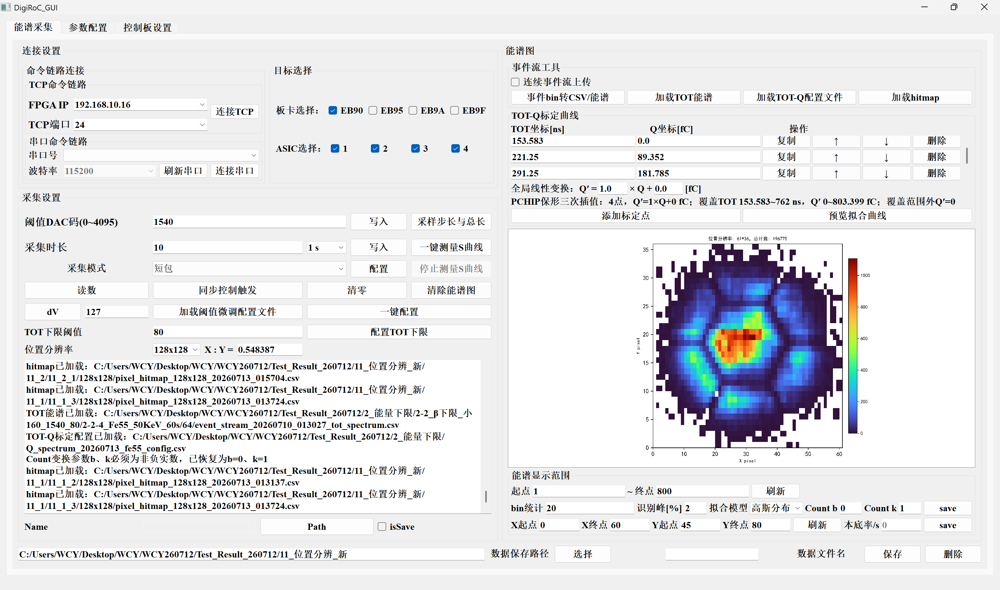 DigiRoC_GUI
能谱采集 参数配置 控制板设置
连接设置
命令链路连接
TCP命令链路
FPGA IP 192.168.10.16
连接TCP
TCP端口 24
串口命令链路
串口号
波特率 115200 刷新串口 连接串口
目标选择
板卡选择： EB90 EB95 EB9A EB9F
ASIC选择： 1 2 3 4
采集设置
阈值DAC码(0~4095) 1540 写入 采样步长与总长
采集时长 10 1 s 写入 一键测量S曲线
采集模式 短包 配置 停止测量S曲线
读数 同步控制触发 清零 清除能谱图
dV 127 加载阈值微调配置文件 一键配置
TOT下限阈值 80 配置TOT下限
位置分辨率 128x128 X : Y = 0.548387
hitmap已加载：C:/Users/WCY/Desktop/WCY/WCY260712/Test_Result_260712/11_位置分辨_新/
11_2/11_2_1/128x128/pixel_hitmap_128x128_20260713_015704.csv
hitmap已加载：C:/Users/WCY/Desktop/WCY/WCY260712/Test_Result_260712/11_位置分辨_新/
11_1/11_1_3/128x128/pixel_hitmap_128x128_20260713_013724.csv
TOT能谱已加载：C:/Users/WCY/Desktop/WCY/WCY260712/Test_Result_260712/2_能量下限/2-2_β下限_小
160_1540_80/2-2-4_Fe55_50KeV_60s/64/event_stream_20260710_013027_tot_spectrum.csv
TOT-Q标定配置已加载：C:/Users/WCY/Desktop/WCY/WCY260712/Test_Result_260712/2_能量下限/
Q_spectrum_20260713_fe55_config.csv
Count变换参数b、k必须为非负实数，已恢复为b=0、k=1
hitmap已加载：C:/Users/WCY/Desktop/WCY/WCY260712/Test_Result_260712/11_位置分辨_新/
11_1/11_1_2/128x128/pixel_hitmap_128x128_20260713_013137.csv
hitmap已加载：C:/Users/WCY/Desktop/WCY/WCY260712/Test_Result_260712/11_位置分辨_新/
11_1/11_1_3/128x128/pixel_hitmap_128x128_20260713_013724.csv
Name Path isSave
能谱图
事件流工具
连续事件流上传
事件bin转CSV/能谱 加载TOT能谱 加载TOT-Q配置文件 加载hitmap
TOT-Q标定曲线
TOT坐标[ns] Q坐标[fC] 操作
153.583 0.0 复制 ↑ ↓ 删除
221.25 89.352 复制 ↑ ↓ 删除
291.25 181.785 复制 ↑ ↓ 删除
全局线性变换：Q′ = 1.0 × Q + 0.0 [fC]
PCHIP保形三次插值：4点，Q′=1×Q+0 fC；覆盖TOT 153.583~762 ns，Q′ 0~803.399 fC；覆盖范围外Q′=0
添加标定点 预览拟合曲线
位置分辨率: 61*36, 总计数: 196775
35
30
25
20
15
10
5
0
Y pixel
0 10 20 30 40 50 60
X pixel
1000
800
600
400
200
0
能谱显示范围
起点 1 ~ 终点 800 刷新
bin统计 20 识别峰[%] 2 拟合模型 高斯分布 Count b 0 Count k 1 save
X起点 0 X终点 60 Y起点 45 Y终点 80 刷新 本底率/s 0 save
C:/Users/WCY/Desktop/WCY/WCY260712/Test_Result_260712/11_位置分辨_新 数据保存路径 选择 数据文件名 保存 删除